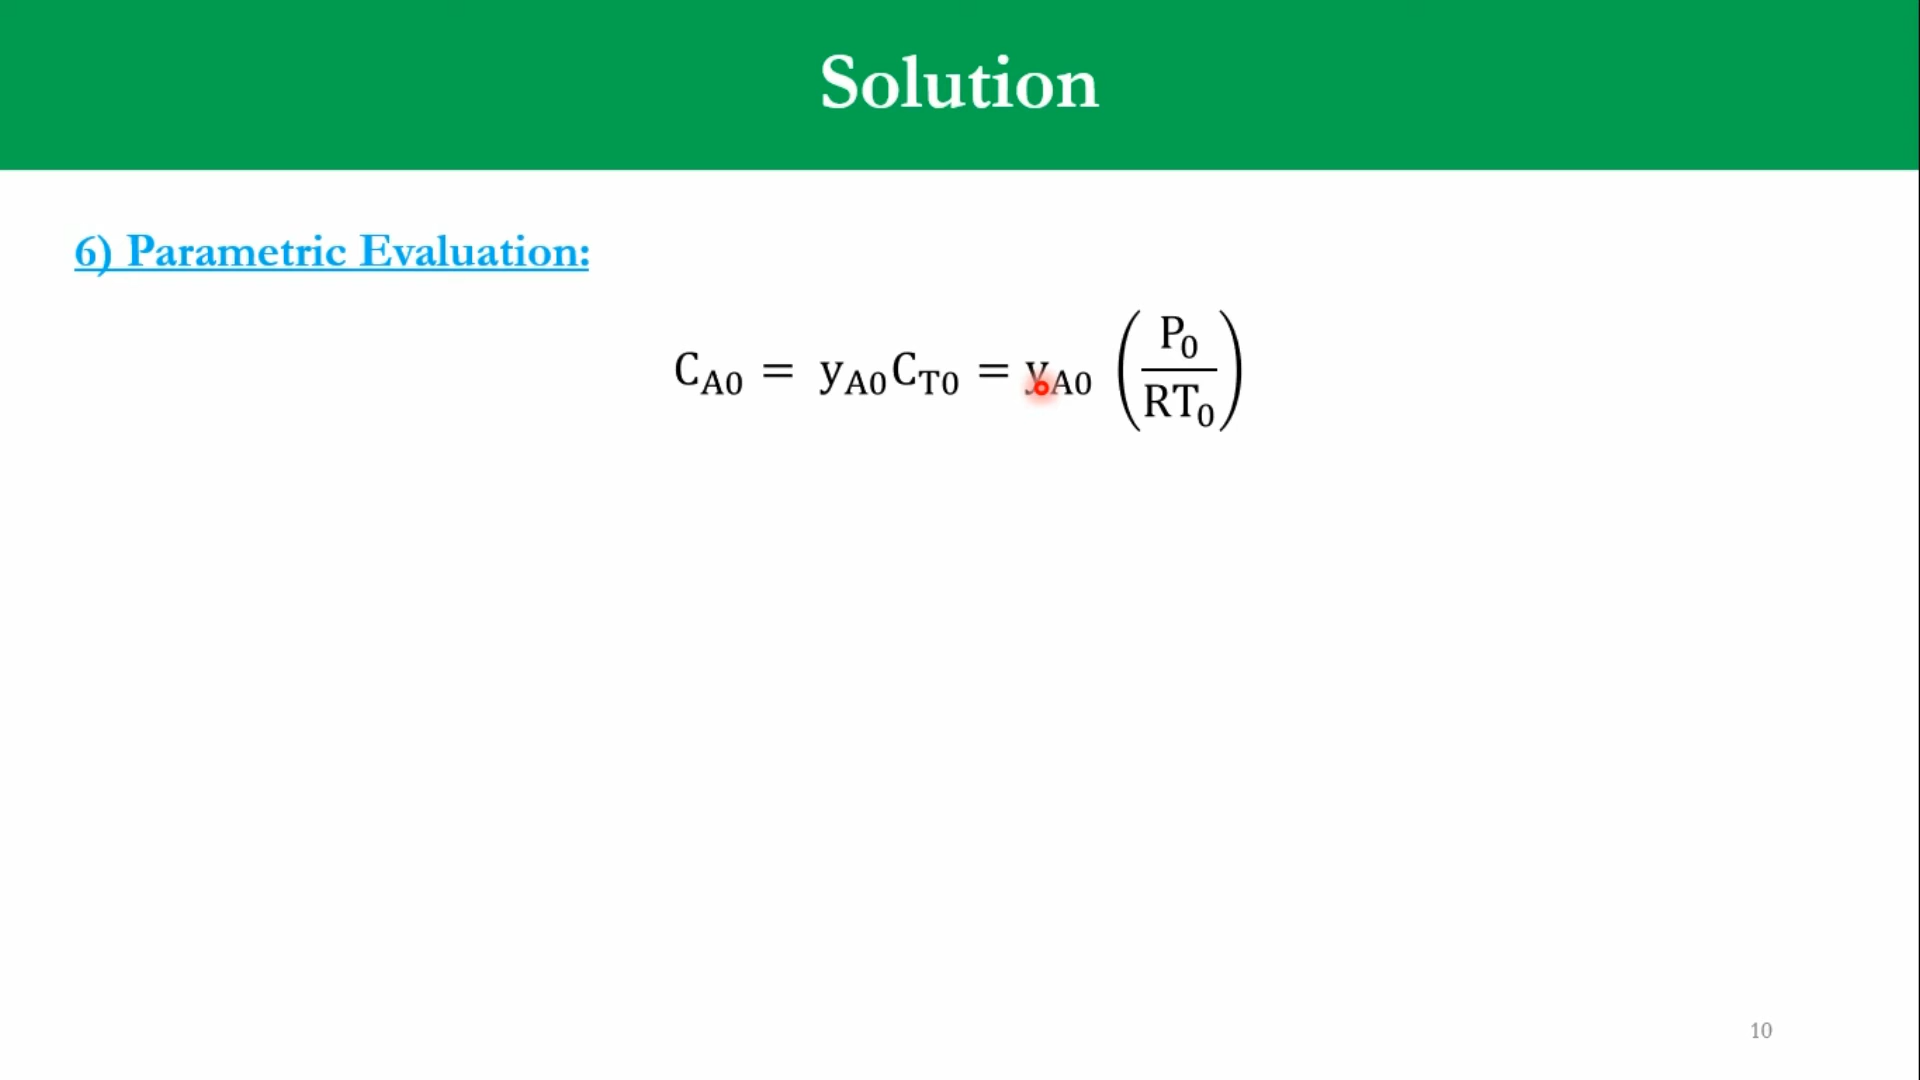 Solution
6) Parametric Evaluation:
C_A0 = y_A0 C_T0 = y_A0 (P_0 / RT_0)
10